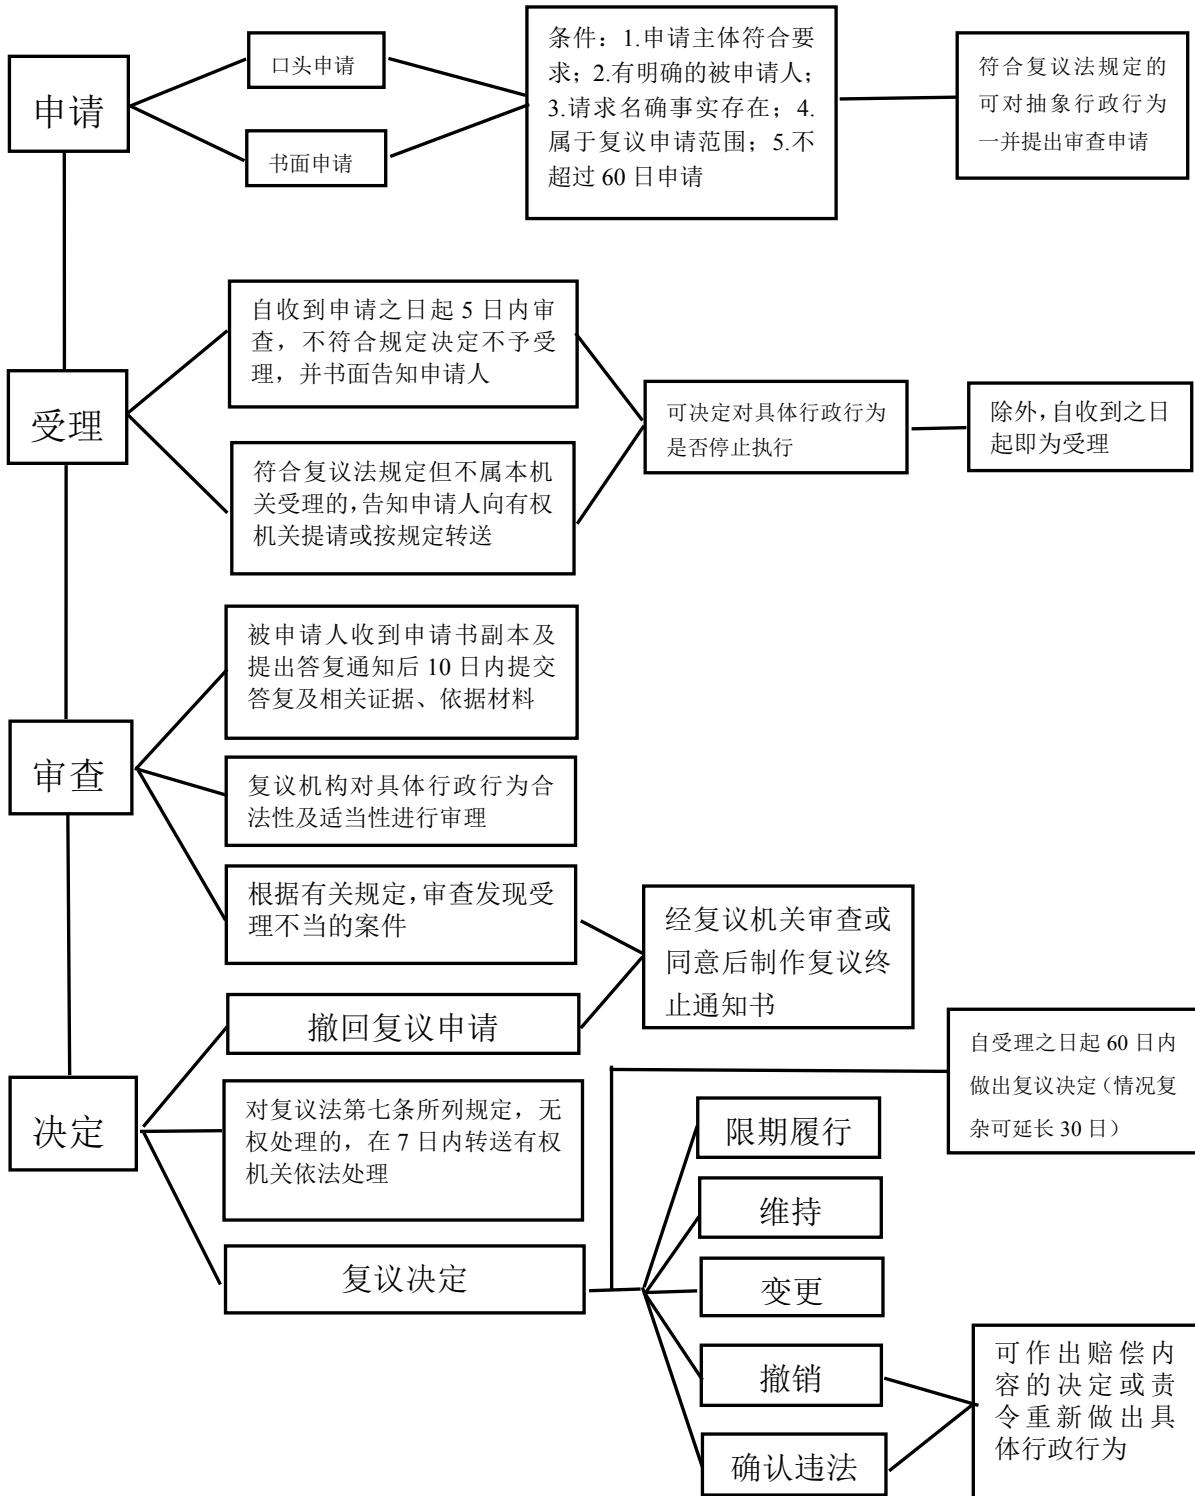 申请
口头申请
书面申请
条件：1.申请主体符合要
求；2.有明确的被申请人；
3.请求名确事实存在；4.
属于复议申请范围；5.不
超过 60 日申请
符合复议法规定的
可对抽象行政行为
一并提出审查申请
受理
自收到申请之日起 5 日内审
查，不符合规定决定不予受
理，并书面告知申请人
符合复议法规定但不属本机
关受理的，告知申请人向有权
机关提请或按规定转送
可决定对具体行政行为
是否停止执行
除外，自收到之日
起即为受理
审查
被申请人收到申请书副本及
提出答复通知后 10 日内提交
答复及相关证据、依据材料
复议机构对具体行政行为合
法性及适当性进行审理
根据有关规定，审查发现受
理不当的案件
经复议机关审查或
同意后制作复议终
止通知书
决定
撤回复议申请
对复议法第七条所列规定，无
权处理的，在 7 日内转送有权
机关依法处理
复议决定
自受理之日起 60 日内
做出复议决定（情况复
杂可延长 30 日）
限期履行
维持
变更
撤销
确认违法
可作出赔偿内
容的决定或责
令重新做出具
体行政行为